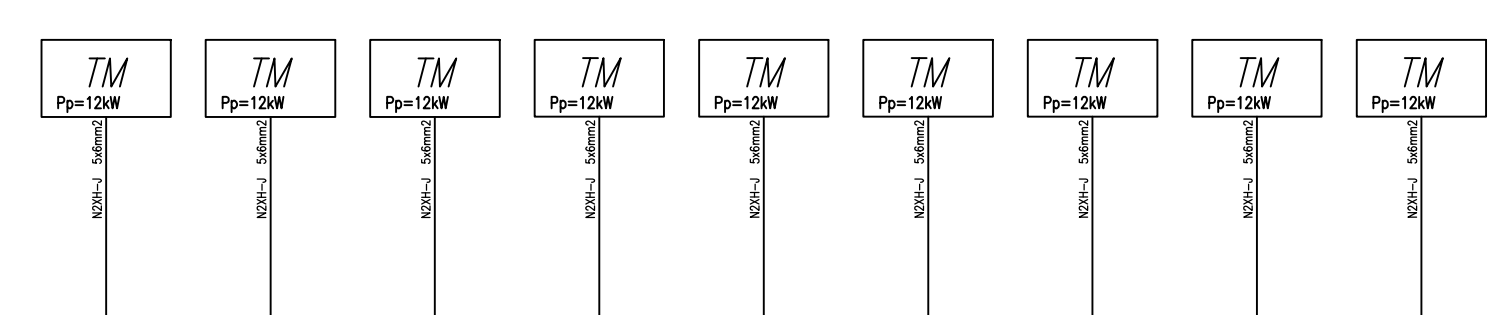 TM TM TM TM TM TM TM TM TM
Pp=12kW Pp=12kW Pp=12kW Pp=12kW Pp=12kW Pp=12kW Pp=12kW Pp=12kW Pp=12kW
N2XH-J 5x6mm2
N2XH-J 5x6mm2
N2XH-J 5x6mm2
N2XH-J 5x6mm2
N2XH-J 5x6mm2
N2XH-J 5x6mm2
N2XH-J 5x6mm2
N2XH-J 5x6mm2
N2XH-J 5x6mm2